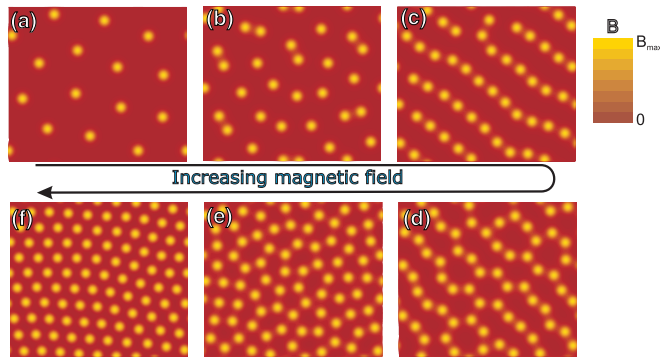 (a)
(b)
(c)
B
Bmax
0
Increasing magnetic field
(f)
(e)
(d)